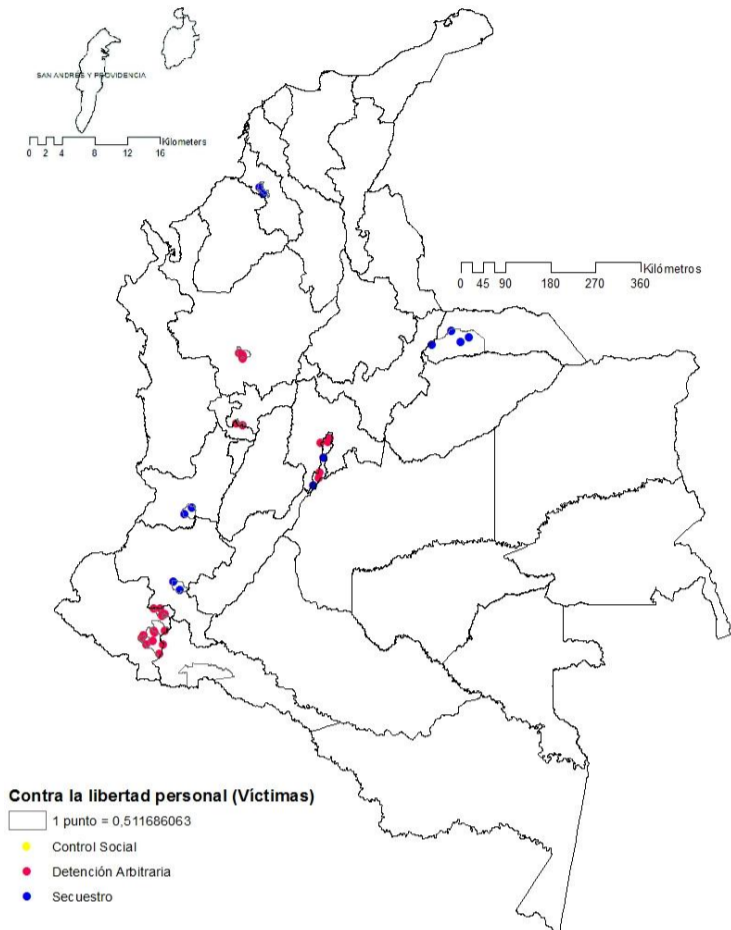 SAN ANDRES Y PROVIDENCIA
Kilometers
0 2 4 8 12 16
Kilómetros
0 45 90 180 270 360
Contra la libertad personal (Víctimas)
1 punto = 0,511686063
Control Social
Detención Arbitraria
Secuestro